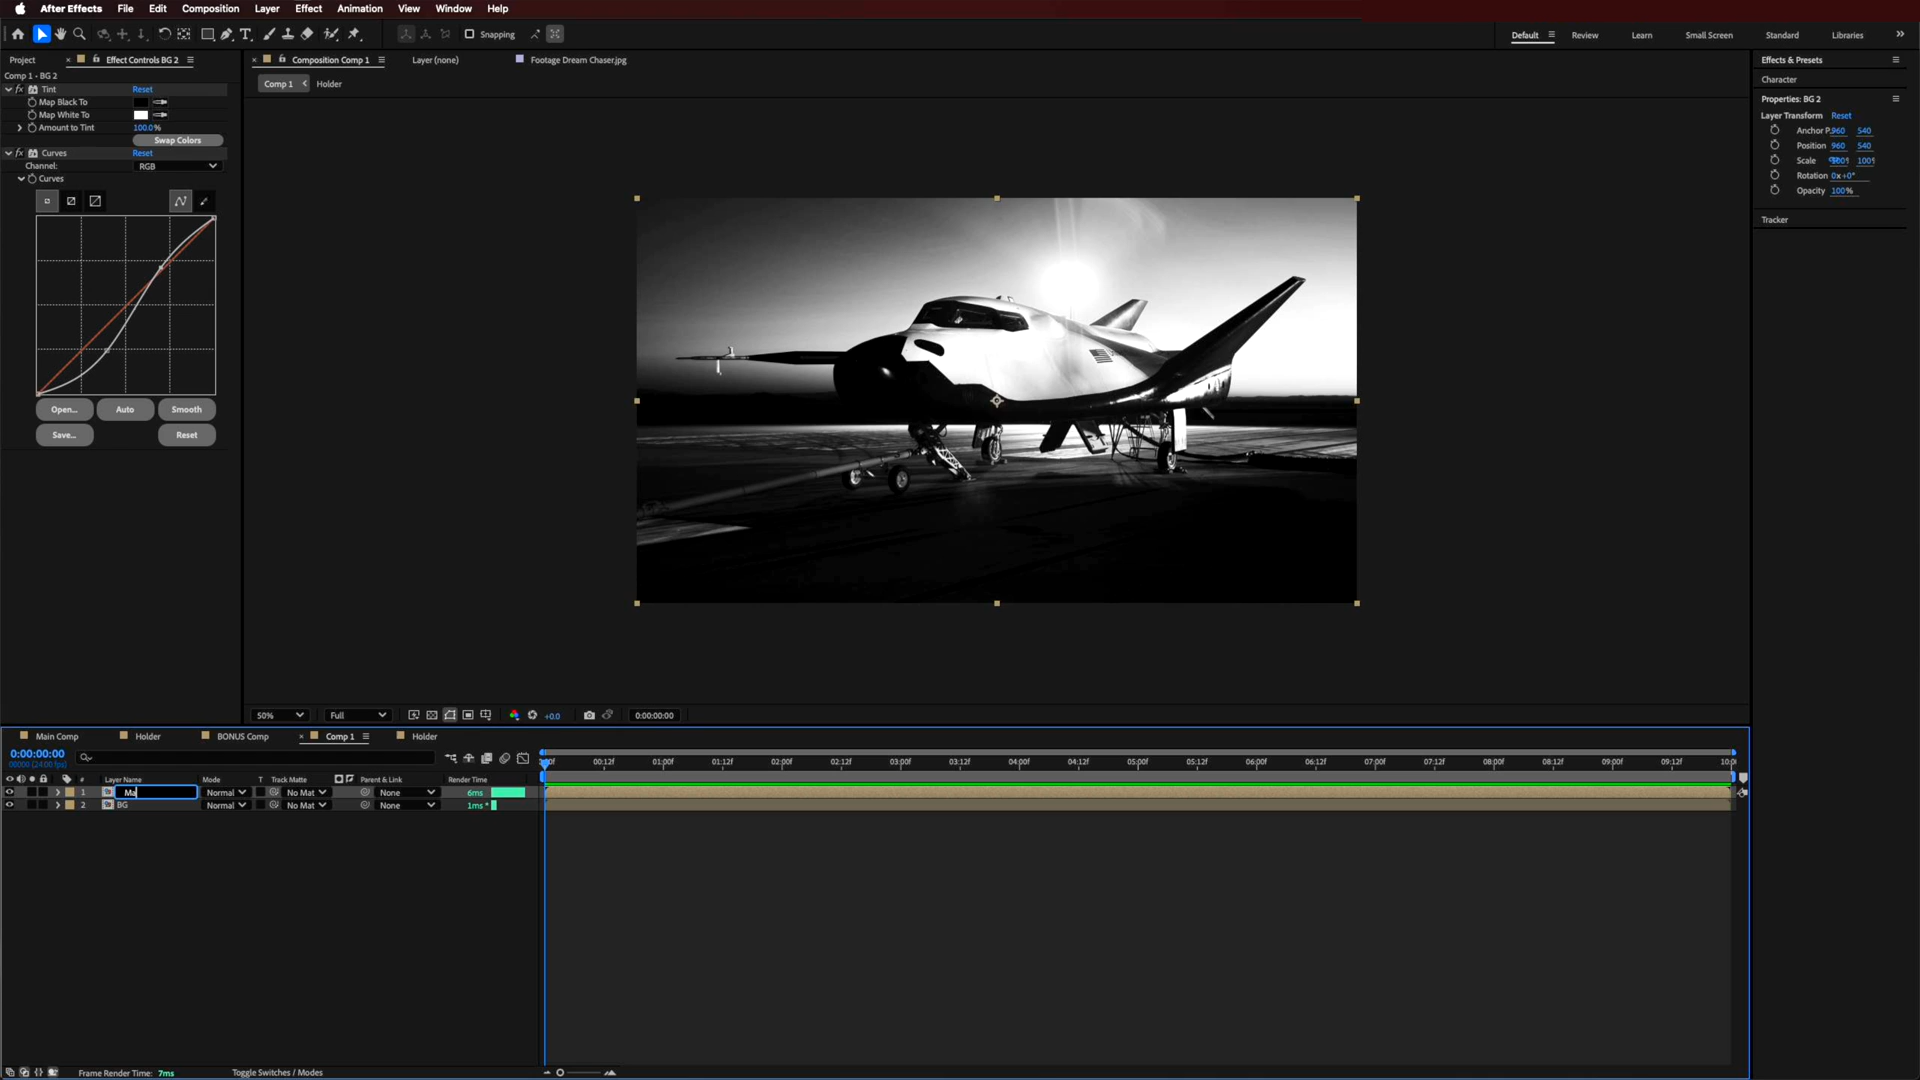 After Effects File Edit Composition Layer Effect Animation View Window Help
Snapping
Default Review Learn Small Screen Standard Libraries
Project Effect Controls BG 2
Composition Comp 1 Layer (none) Footage Dream Chaser.jpg
Effects & Presets
Comp 1 • BG 2
Comp 1 Holder
Character
fx Tint Reset
Map Black To
Map White To
Amount to Tint 100.0%
Swap Colors
fx Curves Reset
Channel: RGB
Curves
Open... Auto Smooth
Save... Reset
Properties: BG 2
Layer Transform Reset
Anchor P. 960 540
Position 960 540
Scale
Rotation 0x+0°
Opacity 100%
Tracker
50% Full +0.0 0:00:00:00
Main Comp Holder BONUS Comp Comp 1 Holder
0:00:00:00
00000 (24.00 fps)
00:12f 01:00f 01:12f 02:00f 02:12f 03:00f 03:12f 04:00f 04:12f 05:00f 05:12f 06:00f 06:12f 07:00f 07:12f 08:00f 08:12f 09:00f 09:12f
# Layer Name Mode T Track Matte Parent & Link Render Time
1 Ma Normal No Mat None 6ms
2 BG Normal No Mat None 1ms *
Frame Render Time: 7ms Toggle Switches / Modes